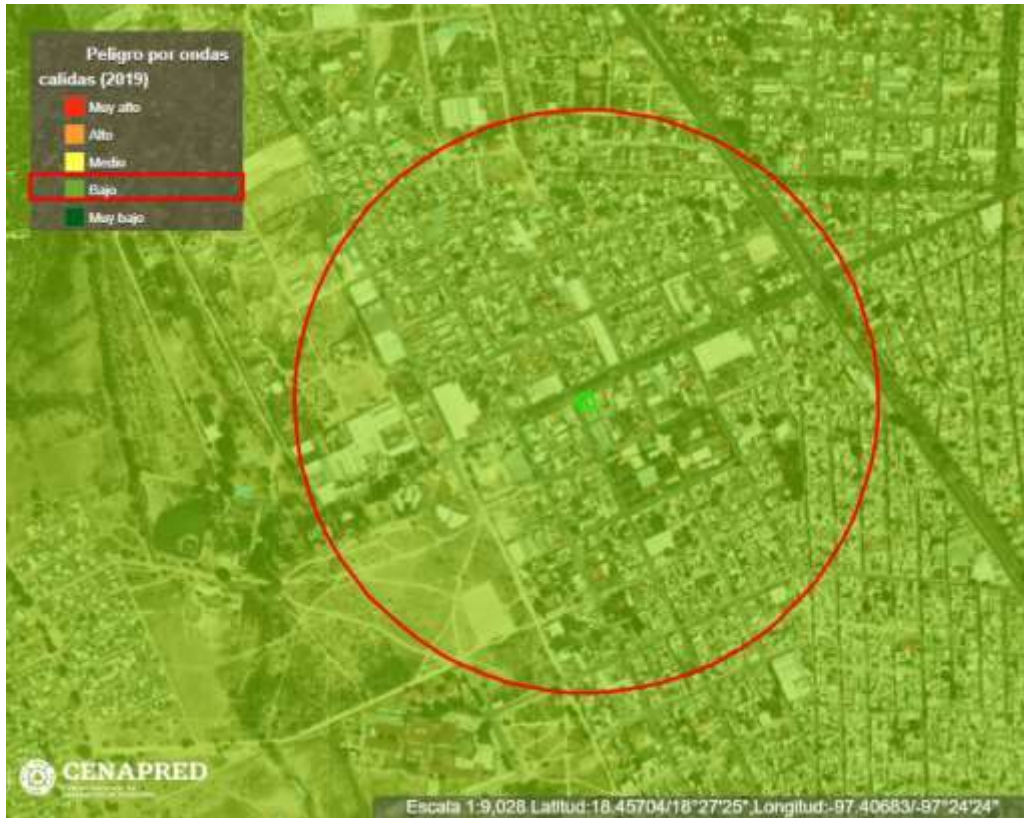 Peligro por ondas
calidas (2019)
Muy alto
Alto
Medio
Bajo
Muy bajo
CENAPRED
Escala 1:9,028 Latitud:18.45704/18°27'25",Longitud:-97.40683/-97°24'24"